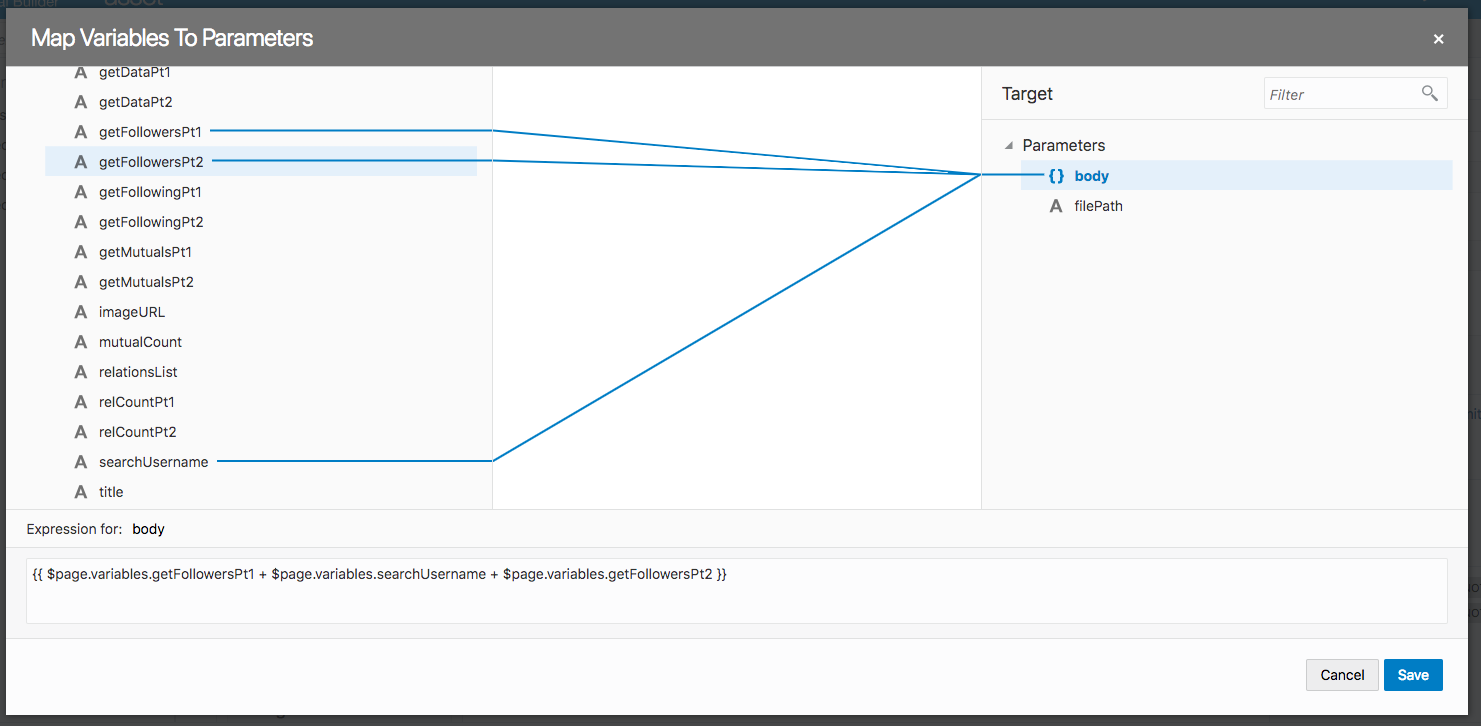 Map Variables To Parameters
×
getDataPt1
getDataPt2
getFollowersPt1
getFollowersPt2
getFollowingPt1
getFollowingPt2
getMutualsPt1
getMutualsPt2
imageURL
mutualCount
relationsList
relCountPt1
relCountPt2
searchUsername
title
Target
Filter
Parameters
{} body
A filePath
Expression for: body
{{ $page.variables.getFollowersPt1 + $page.variables.searchUsername + $page.variables.getFollowersPt2 }}
Cancel
Save